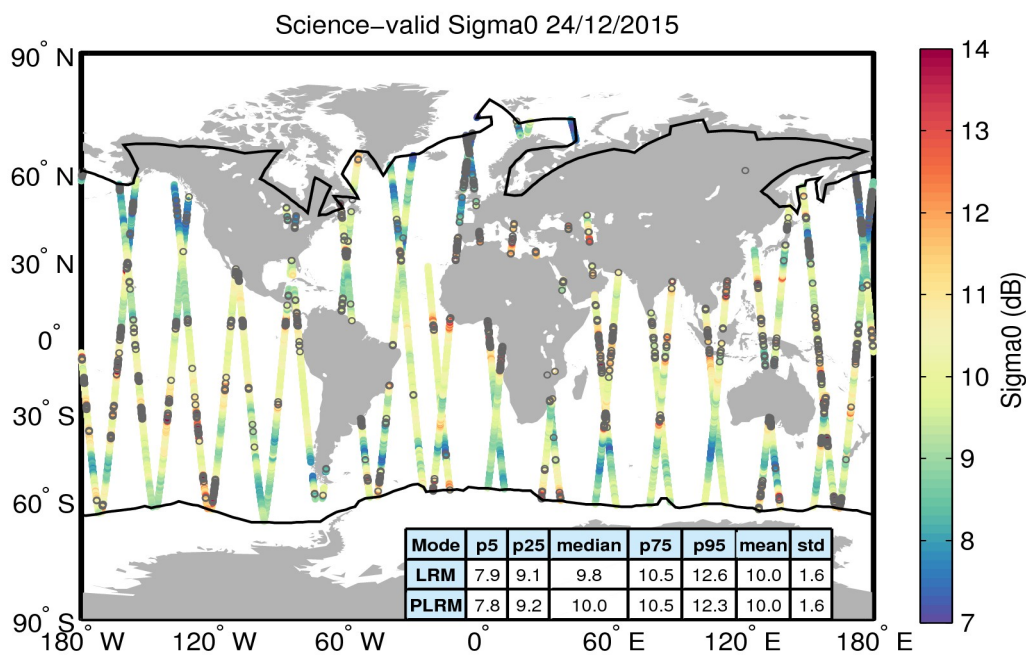 Science−valid Sigma0 24/12/2015
90° N
60° N
30° N
0°
30° S
60° S
90° S
180° W
120° W
60° W
0°
60° E
120° E
180° E
Mode p5 p25 median p75 p95 mean std
LRM 7.9 9.1 9.8 10.5 12.6 10.0 1.6
PLRM 7.8 9.2 10.0 10.5 12.3 10.0 1.6
14
13
12
11
10
9
8
7
Sigma0 (dB)